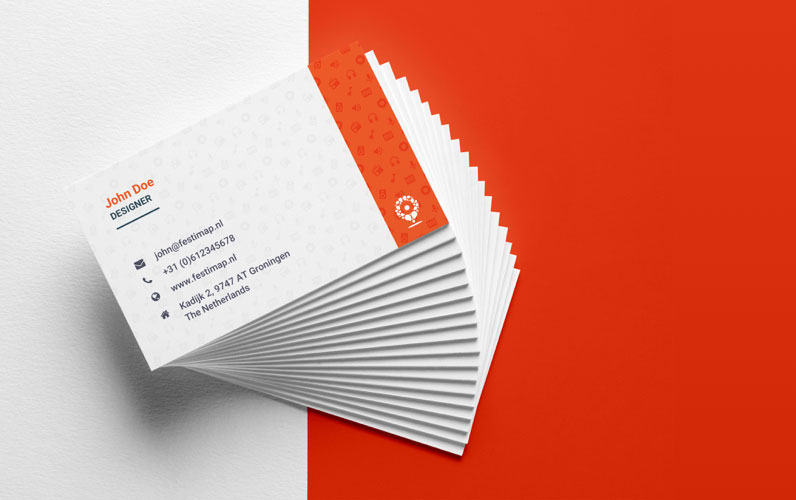 John Doe
DESIGNER
john@festimap.nl
+31 (0)612345678
www.festimap.nl
Kadijk 2, 9747 AT Groningen
The Netherlands